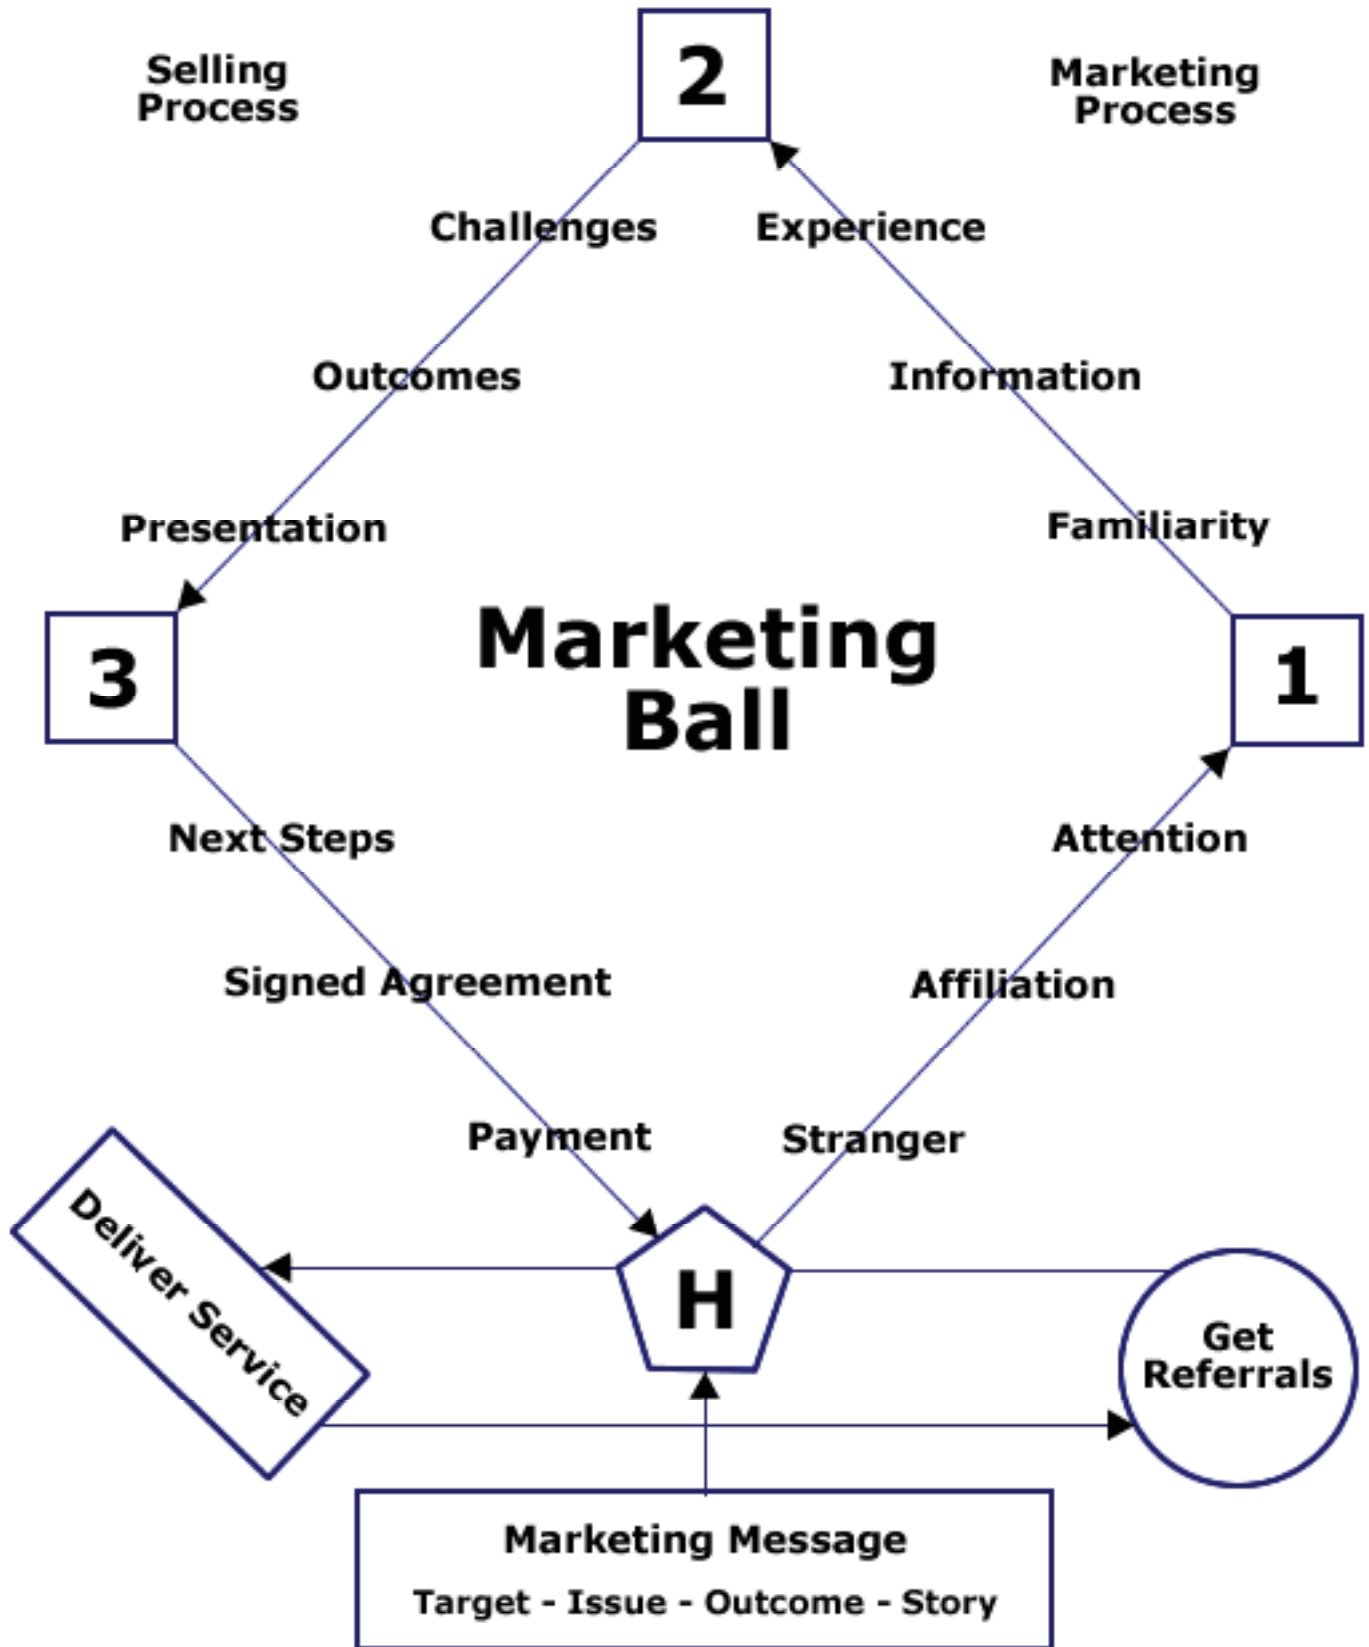 2
Selling
Process
Marketing
Process
Challenges
Experience
Outcomes
Information
Presentation
Familiarity
Marketing
Ball
3
1
Next Steps
Attention
Signed Agreement
Affiliation
Payment
Stranger
Deliver Service
H
Get
Referrals
Marketing Message
Target - Issue - Outcome - Story